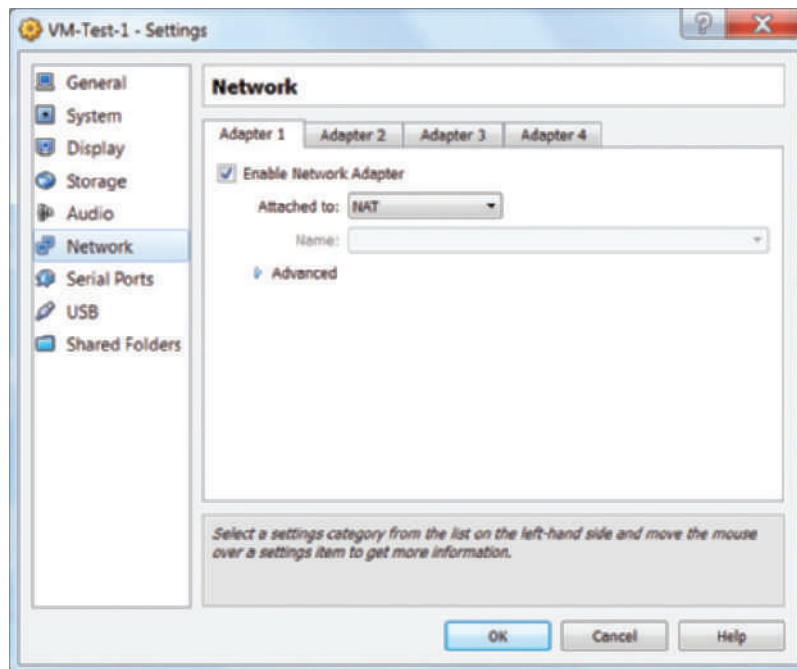 VM-Test-1 - Settings
General
System
Display
Storage
Audio
Network
Serial Ports
USB
Shared Folders
Network
Adapter 1 Adapter 2 Adapter 3 Adapter 4
Enable Network Adapter
Attached to: NAT
Name:
Advanced
Select a settings category from the list on the left-hand side and move the mouse
over a settings item to get more information.
OK Cancel Help